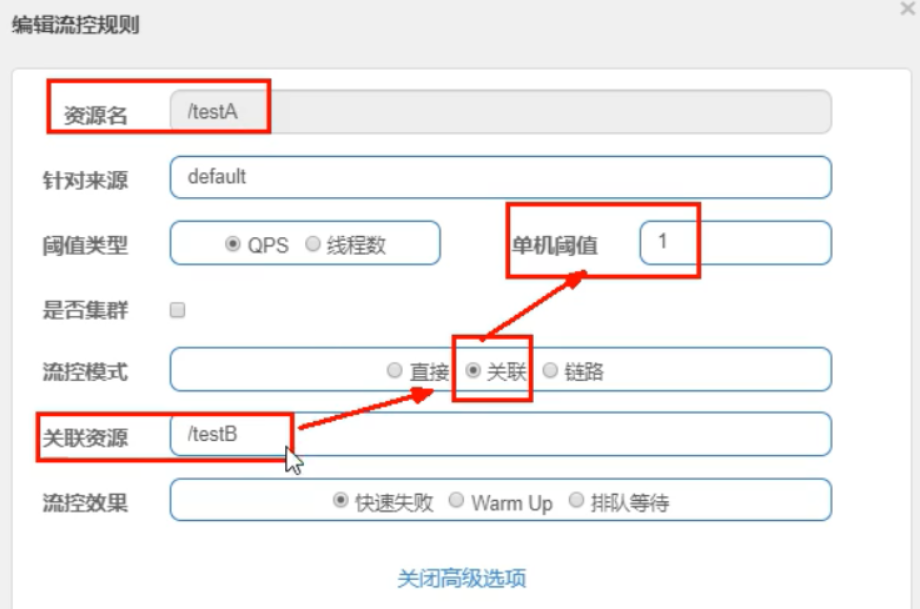 编辑流控规则
资源名 /testA
针对来源 default
阈值类型 QPS 线程数 单机阈值 1
是否集群
流控模式 直接 关联 链路
关联资源 /testB
流控效果 快速失败 Warm Up 排队等待
关闭高级选项